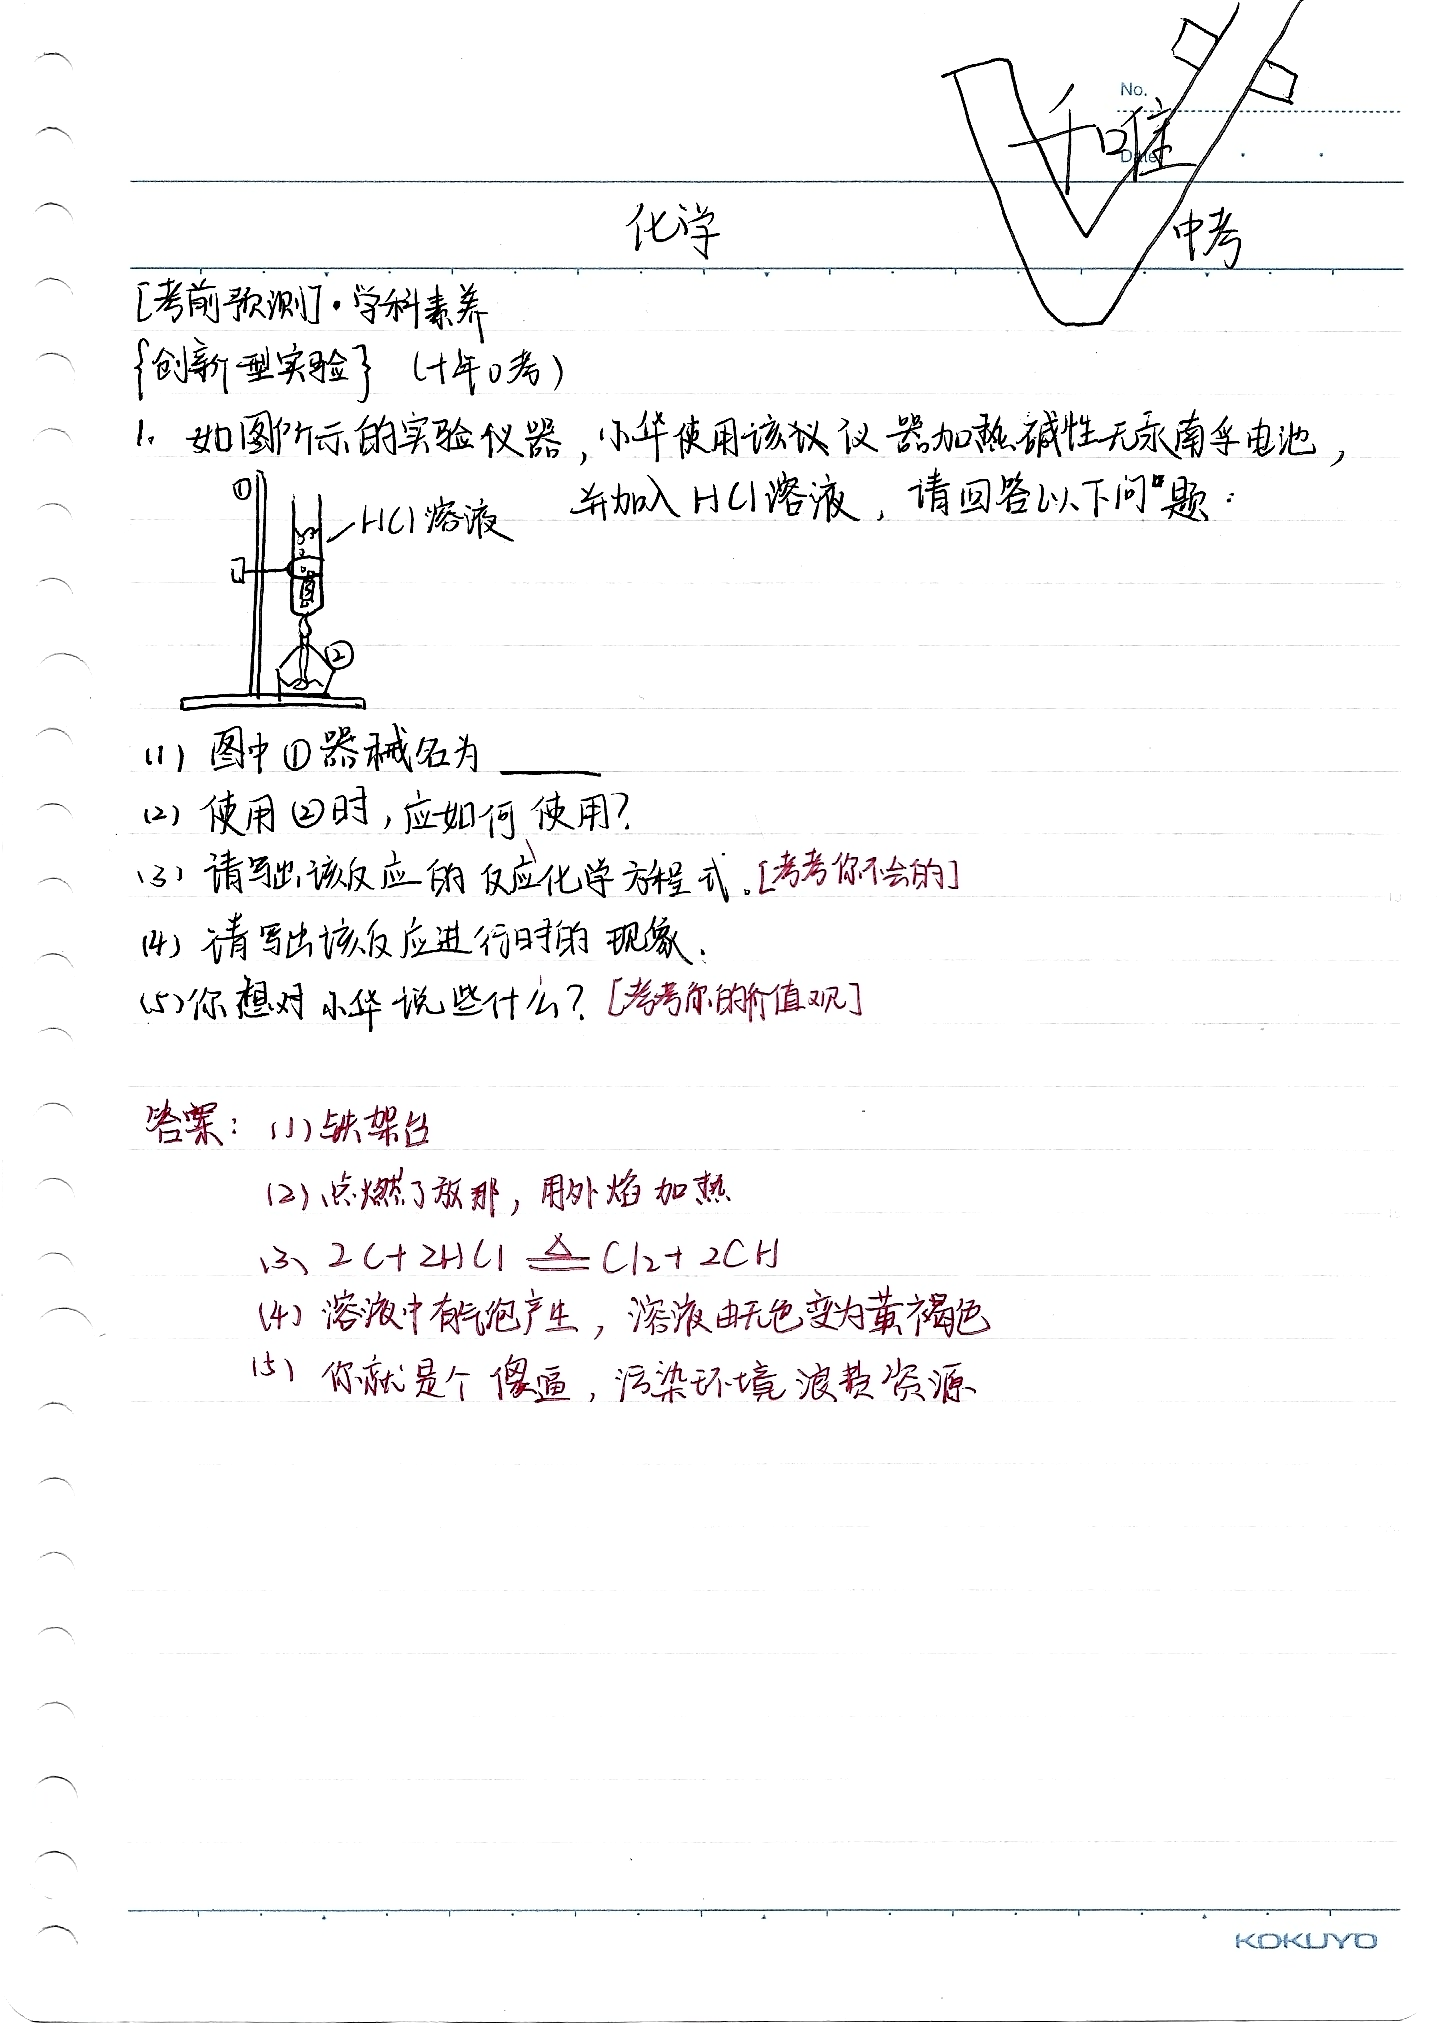 No.
千唯
Date
化学
中考
[考前预测]·学科素养
{创新型实验} (十年0考)
1. 如图所示的实验仪器,小华使用该议仪器加热碱性无汞南孚电池,
① HCl溶液 并加入HCl溶液,请回答以下问题:
②
(1) 图中①器械名为 ____
(2) 使用②时,应如何使用?
(3) 请写出该反应的反应化学方程式.[考考你不会的]
(4) 请写出该反应进行时的现象.
(5)你想对小华说些什么?[考考你的价值观]
答案: (1)铁架台
(2)点燃了放那,用外焰加热
(3) 2C+2HCl △ Cl2+2CH
(4) 溶液中有气泡产生,溶液由无色变为黄褐色
(5) 你就是个傻逼,污染环境浪费资源
KOKUYO